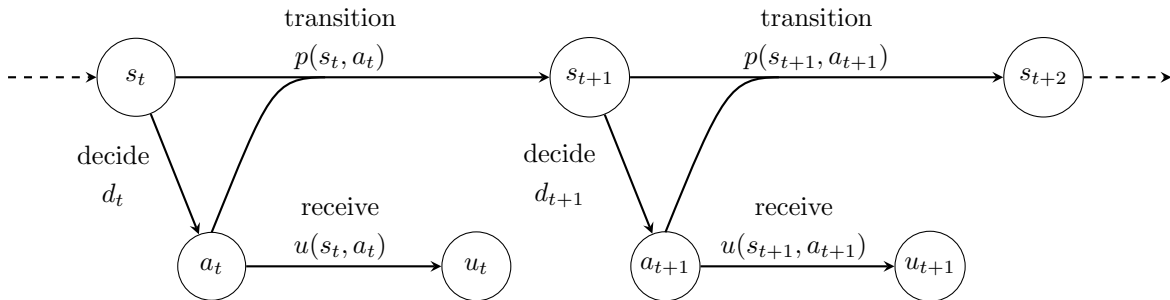 transition
p(s_t, a_t)
transition
p(s_{t+1}, a_{t+1})
s_t
s_{t+1}
s_{t+2}
decide
d_t
decide
d_{t+1}
receive
u(s_t, a_t)
receive
u(s_{t+1}, a_{t+1})
a_t
u_t
a_{t+1}
u_{t+1}